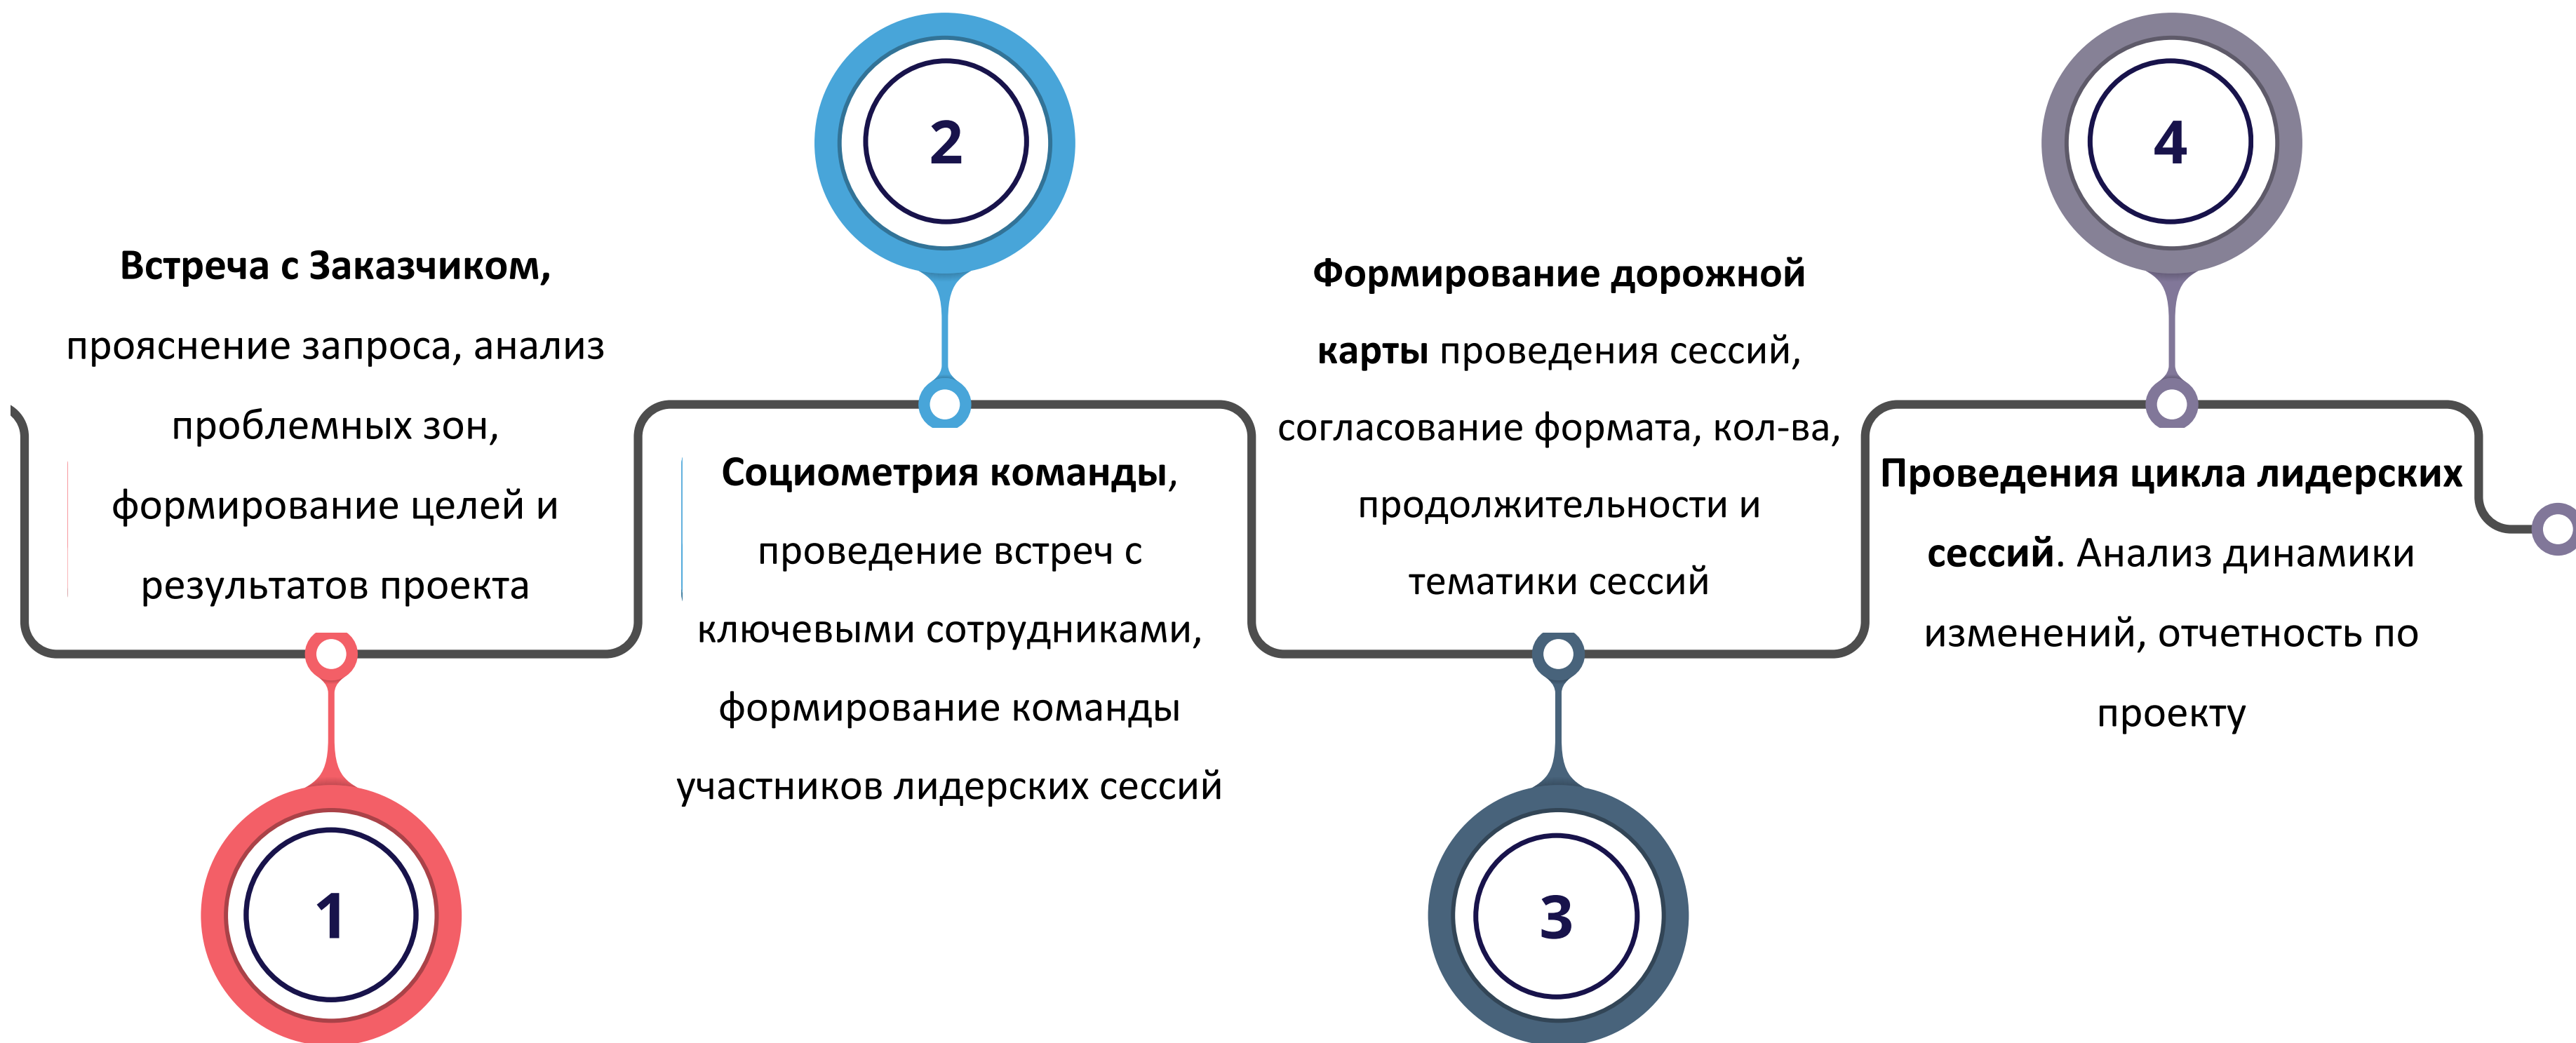 Встреча с Заказчиком,
прояснение запроса, анализ
проблемных зон,
формирование целей и
результатов проекта
1
2
Социометрия команды,
проведение встреч с
ключевыми сотрудниками,
формирование команды
участников лидерских сессий
Формирование дорожной
карты проведения сессий,
согласование формата, кол-ва,
продолжительности и
тематики сессий
3
4
Проведения цикла лидерских
сессий. Анализ динамики
изменений, отчетность по
проекту